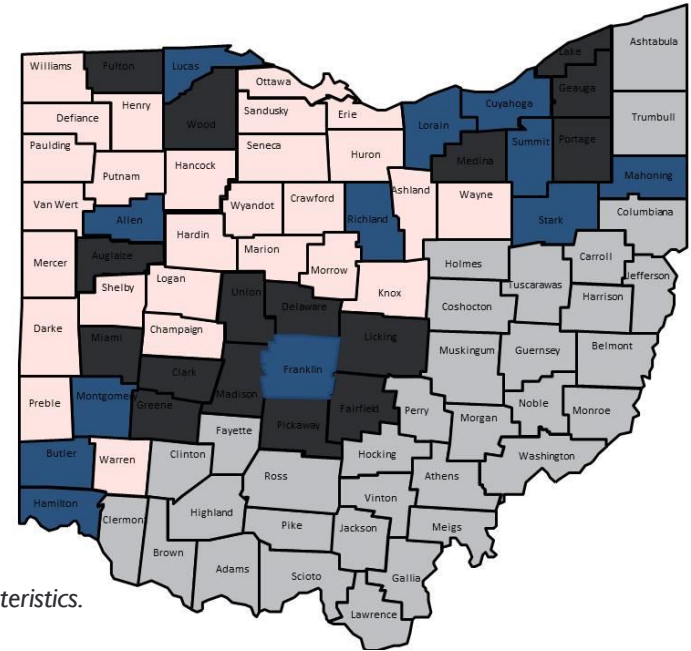 Ashtabula
Lake
Williams
Fulton
Lucas
Geauga
Ottawa
Cuyahoga
Henry
Sandusky
Erie
Lorain
Trumbull
Defiance
Wood
Summit
Portage
Paulding
Seneca
Huron
Medina
Hancock
Mahoning
Putnam
Ashland
Wayne
Van Wert
Allen
Wyandot
Crawford
Richland
Stark
Columbiana
Hardin
Marion
Carroll
Mercer
Auglaize
Holmes
Morrow
Jefferson
Logan
Tuscarawas
Shelby
Union
Knox
Harrison
Delaware
Coshocton
Darke
Champaign
Miami
Licking
Muskingum
Guernsey
Belmont
Clark
Franklin
Madison
Preble
Montgomery
Greene
Fairfield
Perry
Noble
Monroe
Morgan
Fayette
Pickaway
Butler
Warren
Clinton
Hocking
Washington
Ross
Athens
Vinton
Hamilton
Highland
Clermon
Pike
Jackson
Meigs
Brown
Adams
Scioto
Gallia
teristics.
Lawrence